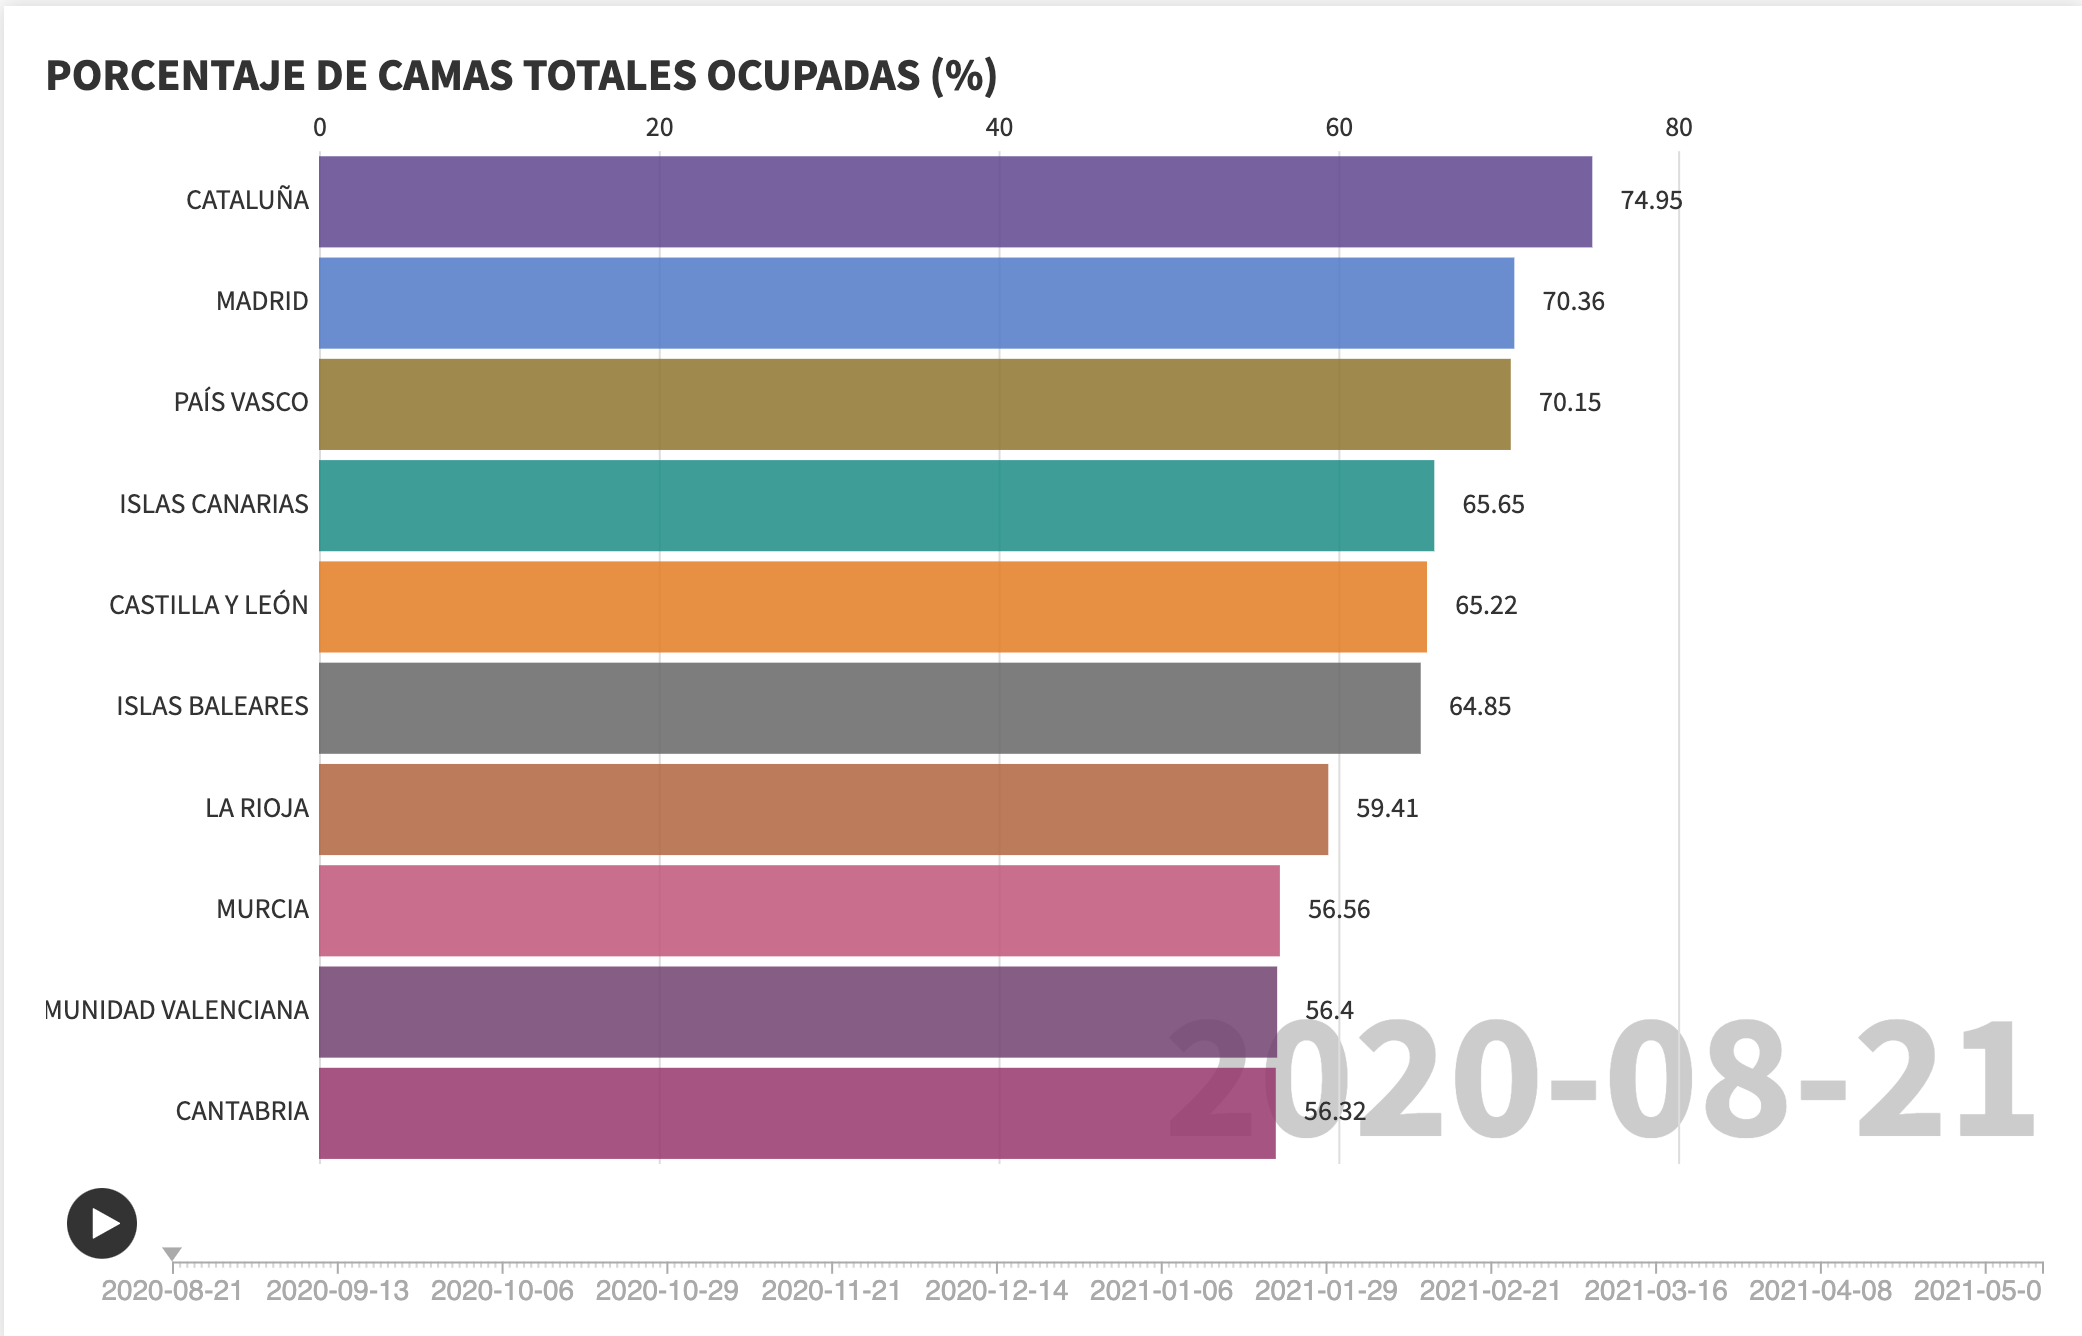 PORCENTAJE DE CAMAS TOTALES OCUPADAS (%)
0 20 40 60 80
CATALUÑA 74.95
MADRID 70.36
PAÍS VASCO 70.15
ISLAS CANARIAS 65.65
CASTILLA Y LEÓN 65.22
ISLAS BALEARES 64.85
LA RIOJA 59.41
MURCIA 56.56
MUNIDAD VALENCIANA 56.4
CANTABRIA 56.32
2020-08-21
2020-08-21 2020-09-13 2020-10-06 2020-10-29 2020-11-21 2020-12-14 2021-01-06 2021-01-29 2021-02-21 2021-03-16 2021-04-08 2021-05-0